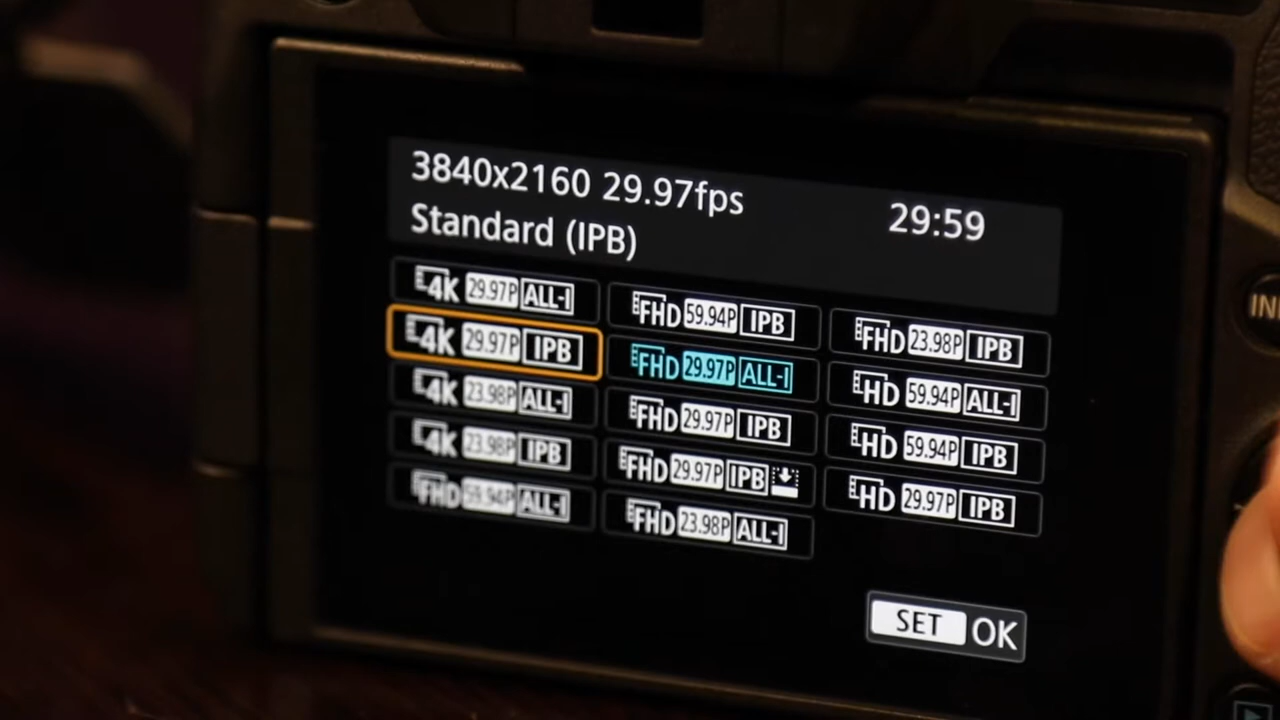 3840x2160 29.97fps 29:59
Standard (IPB)
4K 29.97P ALL-I
4K 29.97P IPB
4K 23.98P ALL-I
4K 23.98P IPB
FHD 59.94P ALL-I
FHD 59.94P IPB
FHD 29.97P ALL-I
FHD 29.97P IPB
FHD 29.97P IPB
FHD 23.98P ALL-I
FHD 23.98P IPB
HD 59.94P ALL-I
HD 59.94P IPB
HD 29.97P IPB
SET OK